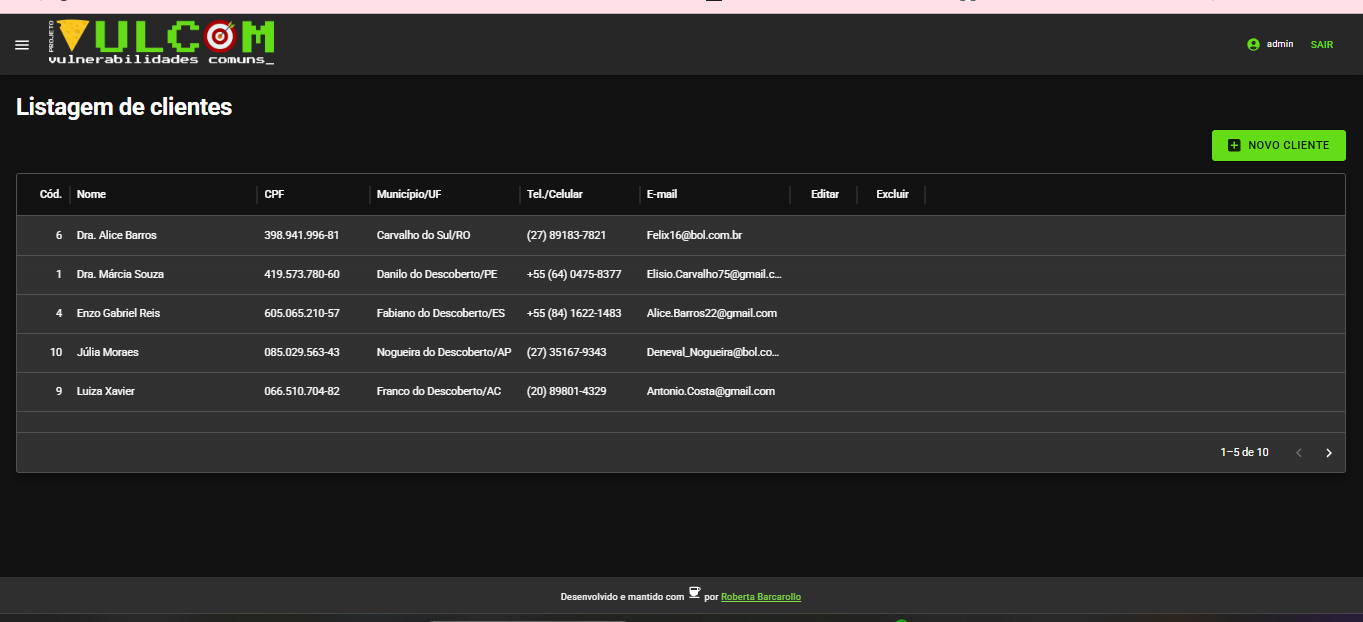 PROJETO
VULCOM
vulnerabilidades comuns_
admin SAIR
Listagem de clientes
NOVO CLIENTE
Cód. Nome CPF Município/UF Tel./Celular E-mail Editar Excluir
6 Dra. Alice Barros 398.941.996-81 Carvalho do Sul/RO (27) 89183-7821 Felix16@bol.com.br
1 Dra. Márcia Souza 419.573.780-60 Danilo do Descoberto/PE +55 (64) 0475-8377 Elisio.Carvalho75@gmail.c...
4 Enzo Gabriel Reis 605.065.210-57 Fabiano do Descoberto/ES +55 (84) 1622-1483 Alice.Barros22@gmail.com
10 Júlia Moraes 085.029.563-43 Nogueira do Descoberto/AP (27) 35167-9343 Deneval_Nogueira@bol.co...
9 Luiza Xavier 066.510.704-82 Franco do Descoberto/AC (20) 89801-4329 Antonio.Costa@gmail.com
1–5 de 10
Desenvolvido e mantido com por Roberta Barcarollo